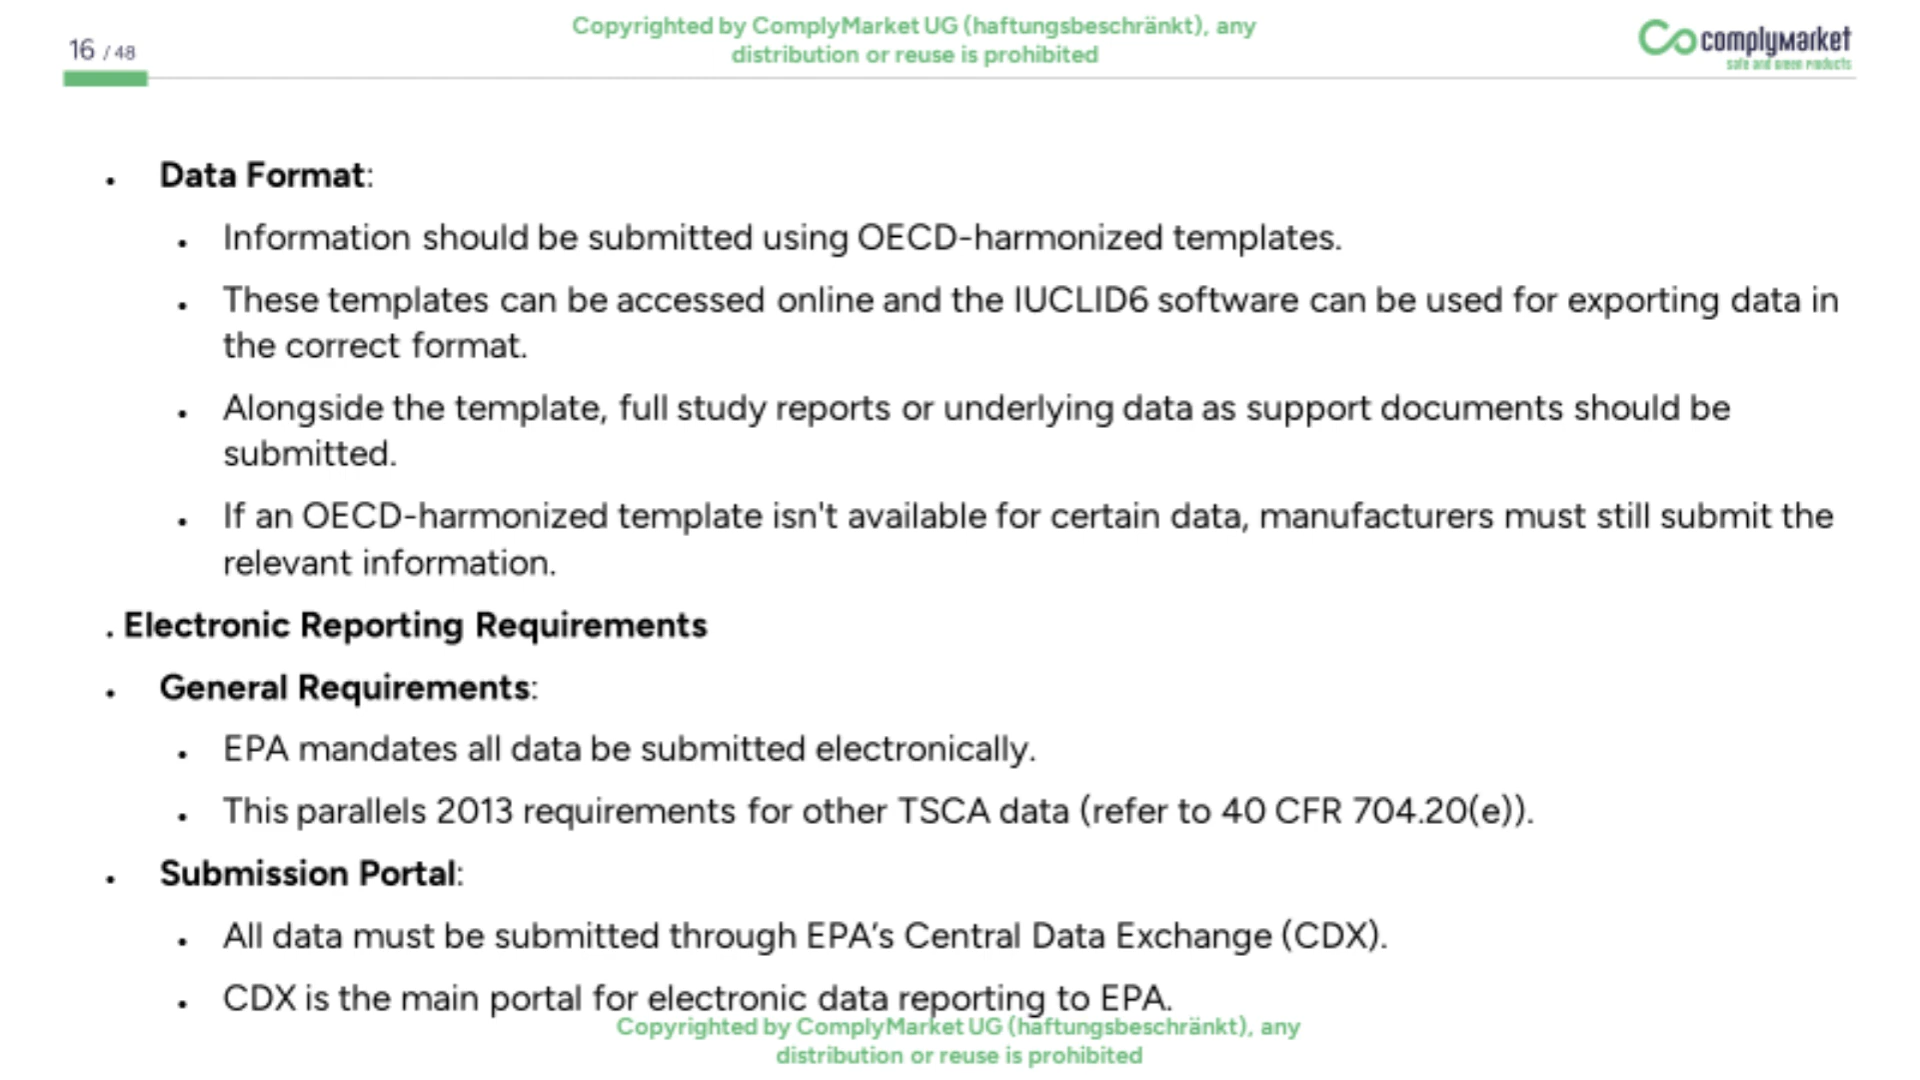 16 / 48
Copyrighted by ComplyMarket UG (haftungsbeschränkt), any
distribution or reuse is prohibited
complymarket
safe and green products
• Data Format:
• Information should be submitted using OECD-harmonized templates.
• These templates can be accessed online and the IUCLID6 software can be used for exporting data in
the correct format.
• Alongside the template, full study reports or underlying data as support documents should be
submitted.
• If an OECD-harmonized template isn't available for certain data, manufacturers must still submit the
relevant information.
. Electronic Reporting Requirements
• General Requirements:
• EPA mandates all data be submitted electronically.
• This parallels 2013 requirements for other TSCA data (refer to 40 CFR 704.20(e)).
• Submission Portal:
• All data must be submitted through EPA’s Central Data Exchange (CDX).
• CDX is the main portal for electronic data reporting to EPA.
Copyrighted by ComplyMarket UG (haftungsbeschränkt), any
distribution or reuse is prohibited